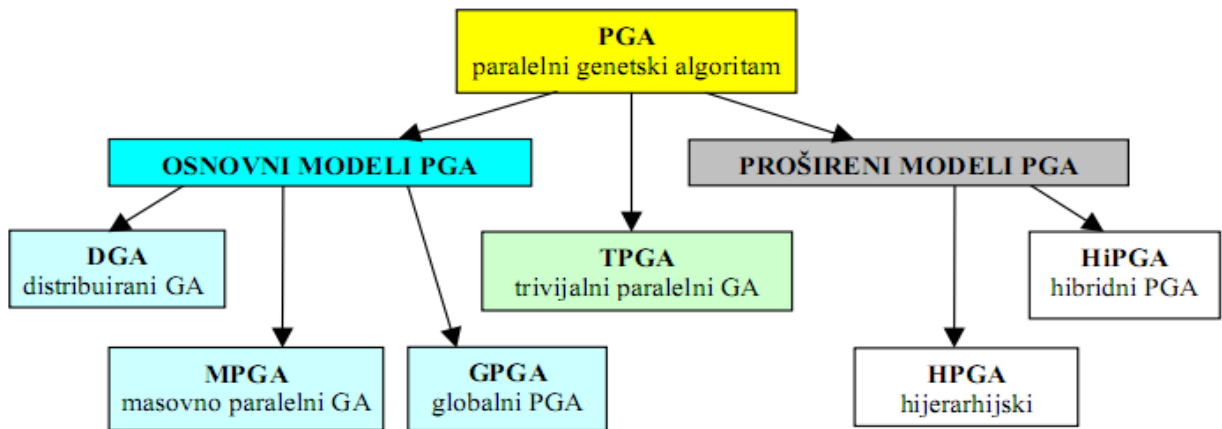 PGA
paralelni genetski algoritam
OSNOVNI MODELI PGA
PROŠIRENI MODELI PGA
DGA
distribuirani GA
TPGA
trivijalni paralelni GA
HiPGA
hibridni PGA
MPGA
masovno paralelni GA
GPGA
globalni PGA
HPGA
hijerarhijski